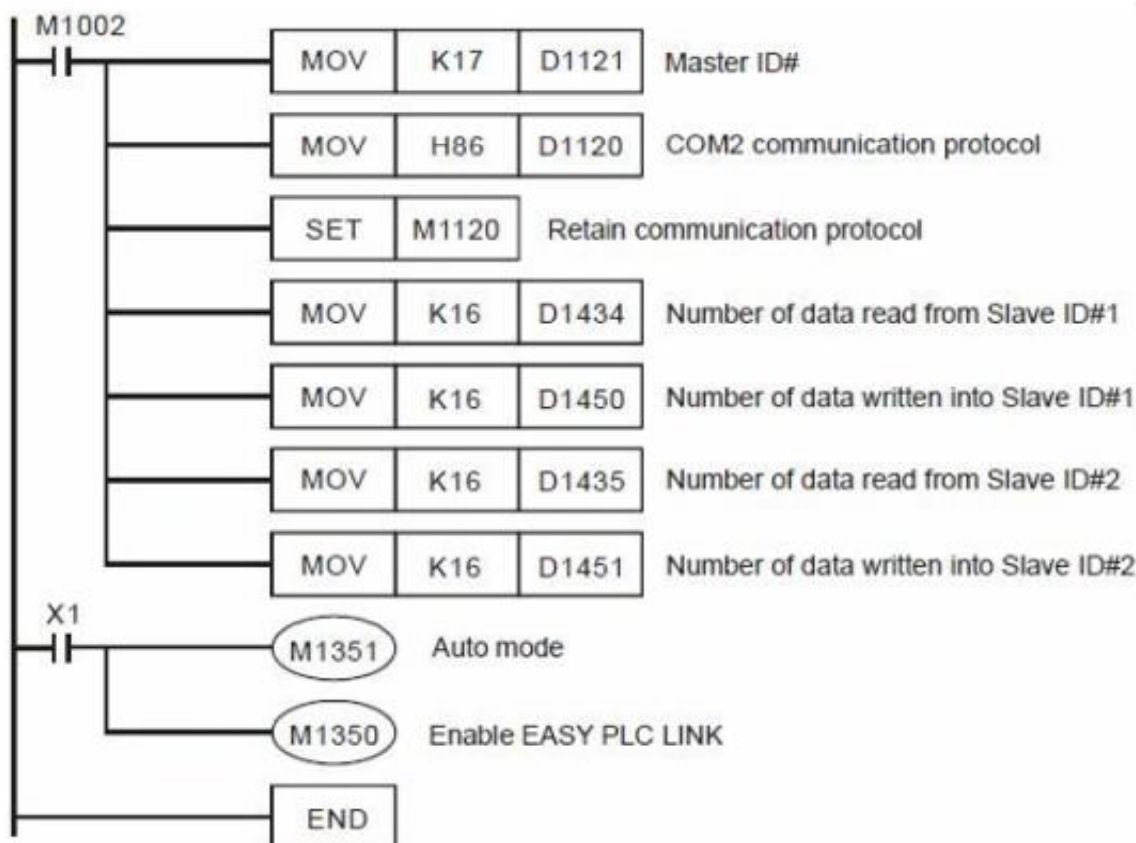 M1002
MOV K17 D1121 Master ID#
MOV H86 D1120 COM2 communication protocol
SET M1120 Retain communication protocol
MOV K16 D1434 Number of data read from Slave ID#1
MOV K16 D1450 Number of data written into Slave ID#1
MOV K16 D1435 Number of data read from Slave ID#2
MOV K16 D1451 Number of data written into Slave ID#2
X1
M1351 Auto mode
M1350 Enable EASY PLC LINK
END